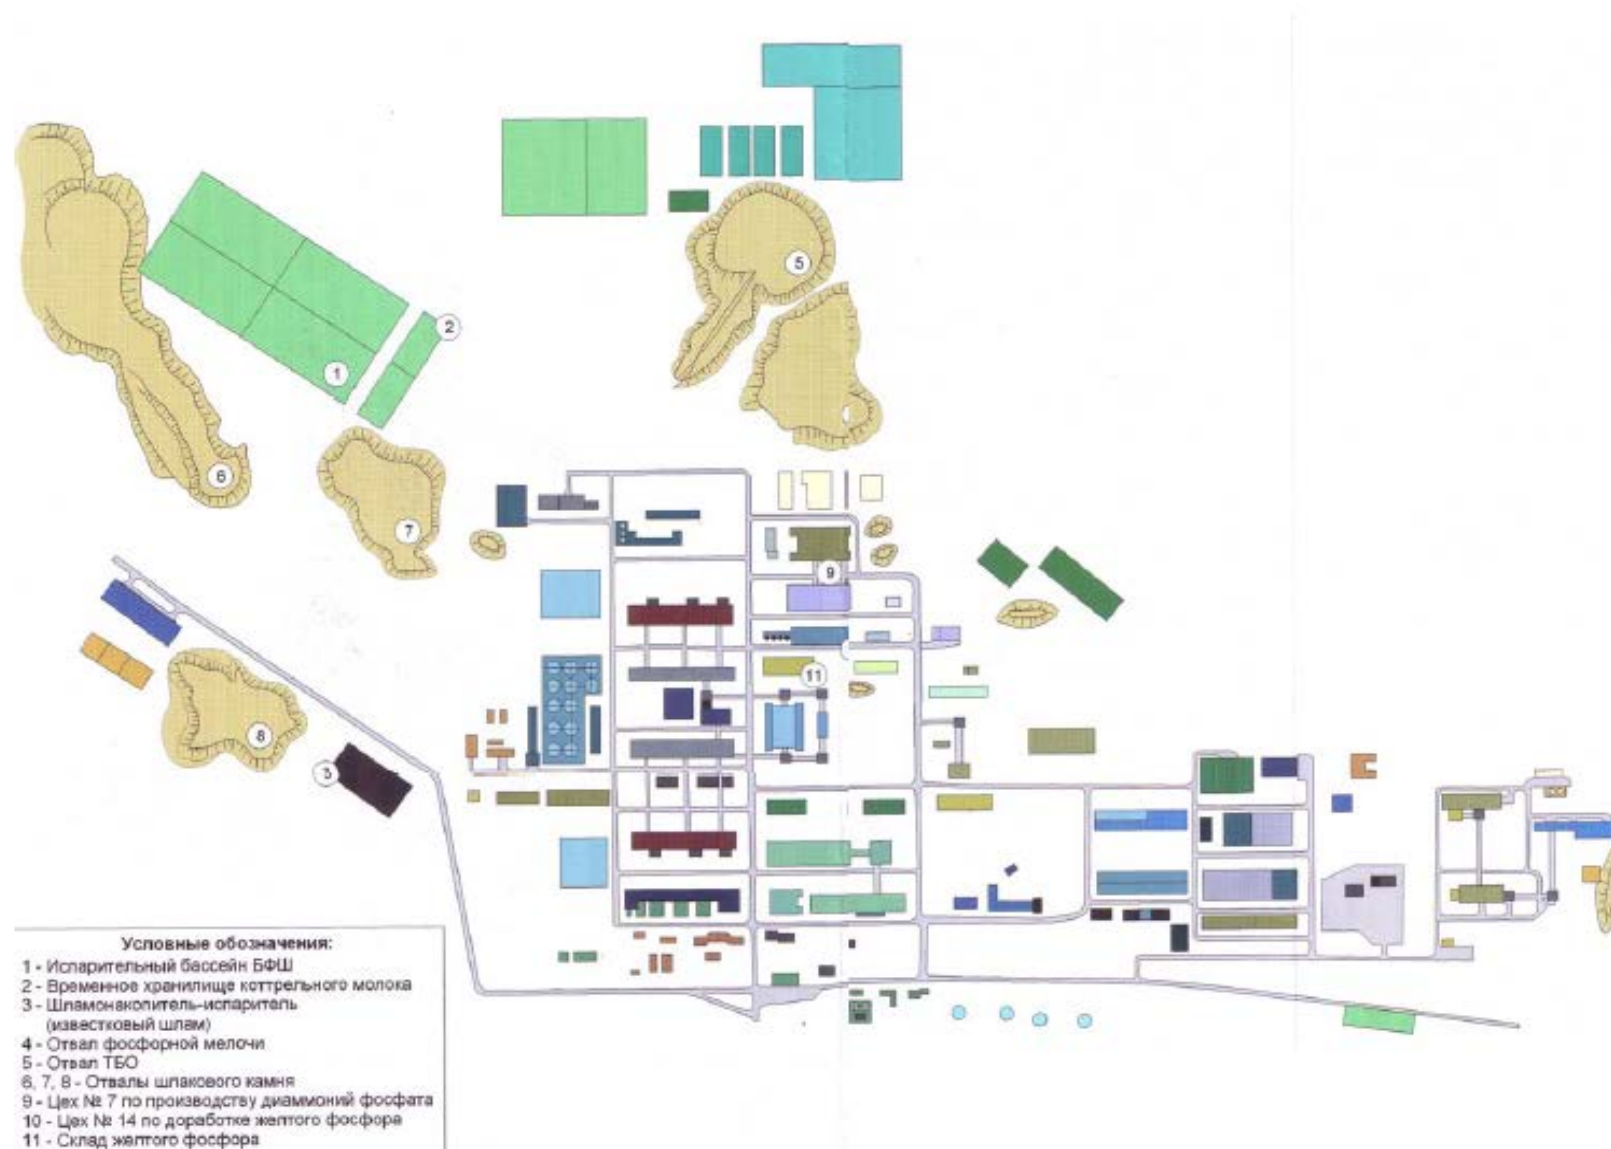 5
2
1
6
7
9
11
8
3
Условные обозначения:
1 - Испарительный бассейн БФШ
2 - Временное хранилище коттрельного молока
3 - Шламонакопитель-испаритель
(известковый шлам)
4 - Отвал фосфорной мелочи
5 - Отвал ТБО
6, 7, 8 - Отвалы шлакового камня
9 - Цех № 7 по производству диаммоний фосфата
10 - Цех № 14 по доработке желтого фосфора
11 - Склад желтого фосфора